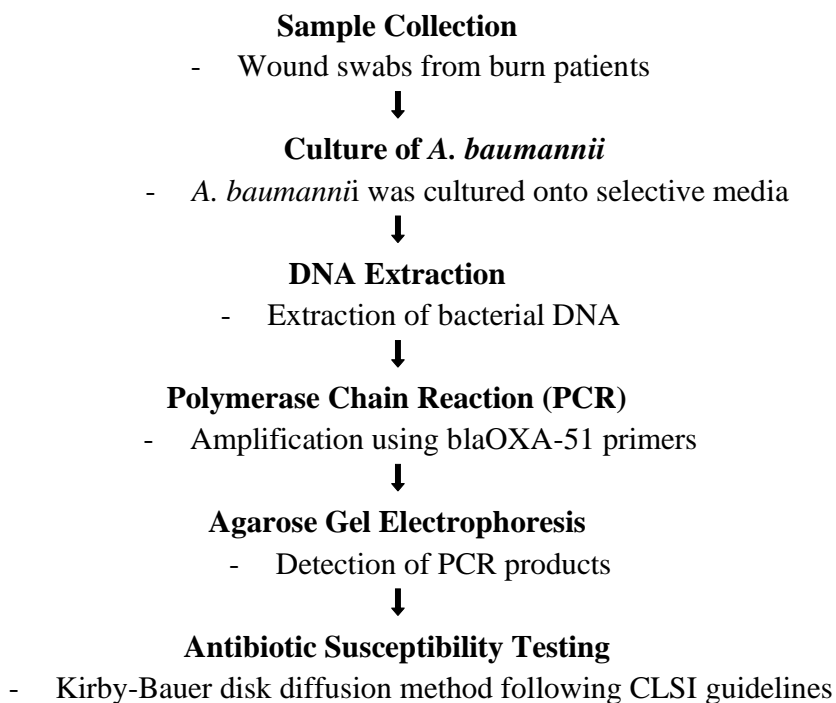 Sample Collection
- Wound swabs from burn patients
Culture of A. baumannii
- A. baumannii was cultured onto selective media
DNA Extraction
- Extraction of bacterial DNA
Polymerase Chain Reaction (PCR)
- Amplification using blaOXA-51 primers
Agarose Gel Electrophoresis
- Detection of PCR products
Antibiotic Susceptibility Testing
- Kirby-Bauer disk diffusion method following CLSI guidelines